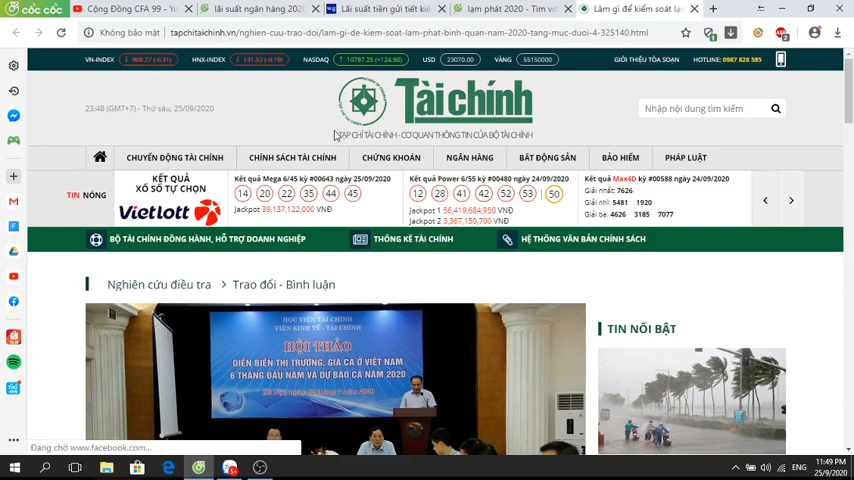 cốc cốc
Cộng Đồng CFA 99 - Yo
lãi suất ngân hàng 2020
Lãi suất tiền gửi tiết kiệ
lạm phát 2020 - Tìm vớ
Làm gì để kiểm soát lạn
Không bảo mật | tapchitaichinh.vn/nghien-cuu-trao-doi/lam-gi-de-kiem-soat-lam-phat-binh-quan-nam-2020-tang-muc-duoi-4-325140.html
VN-INDEX 908.27 (-0.31) HNX-INDEX 131.52 (-0.19) NASDAQ 10797.25 (+124,98) USD 23070.00 VÀNG 55150000 GIỚI THIỆU TÒA SOẠN HOTLINE: 0987 828 585
23:48 (GMT+7) - Thứ sáu, 25/09/2020
Tài chính
TẠP CHÍ TÀI CHÍNH - CƠ QUAN THÔNG TIN CỦA BỘ TÀI CHÍNH
Nhập nội dung tìm kiếm
CHUYỂN ĐỘNG TÀI CHÍNH
CHÍNH SÁCH TÀI CHÍNH
CHỨNG KHOÁN
NGÂN HÀNG
BẤT ĐỘNG SẢN
BẢO HIỂM
PHÁP LUẬT
TIN NÓNG
KẾT QUẢ
XỔ SỐ TỰ CHỌN
Vietlott
Kết quả Mega 6/45 kỳ #00643 ngày 25/09/2020
14 20 22 35 44 45
Jackpot 39,137,122,000 VNĐ
Kết quả Power 6/55 kỳ #00480 ngày 24/09/2020
12 28 41 42 52 53 | 50
Jackpot 1 56,419,684,950 VNĐ
Jackpot 2 3,367,150,700 VNĐ
Kết quả Max4D kỳ #00588 ngày 24/09/2020
Giải nhất: 7626
Giải nhì: 5481 1920
Giải ba: 4626 3185 7077
BỘ TÀI CHÍNH ĐỒNG HÀNH, HỖ TRỢ DOANH NGHIỆP
THỐNG KÊ TÀI CHÍNH
HỆ THỐNG VĂN BẢN CHÍNH SÁCH
Nghiên cứu điều tra > Trao đổi - Bình luận
HỌC VIỆN TÀI CHÍNH
VIỆN KINH TẾ - TÀI CHÍNH
HỘI THẢO
DIỄN BIẾN THỊ TRƯỜNG, GIÁ CẢ Ở VIỆT NAM
6 THÁNG ĐẦU NĂM VÀ DỰ BÁO CẢ NĂM 2020
TIN NỔI BẬT
Đang chờ www.facebook.com...
ENG
11:49 PM
25/9/2020